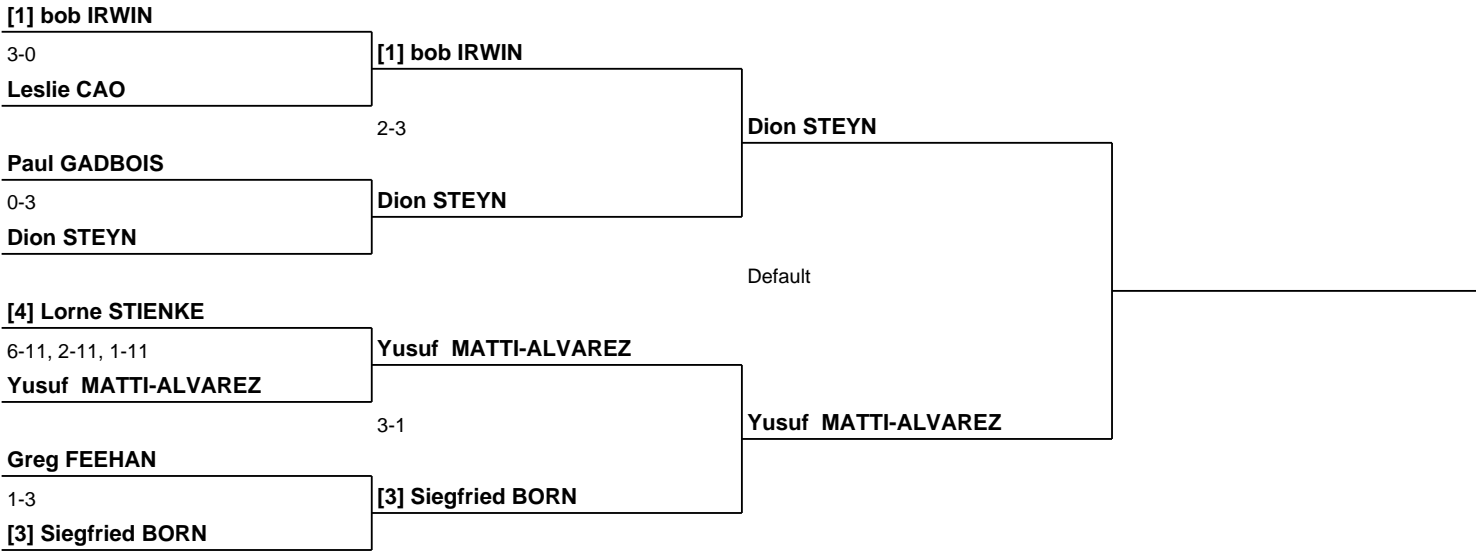 [1] bob IRWIN
3-0
[1] bob IRWIN
Leslie CAO
2-3
Dion STEYN
Paul GADBOIS
0-3
Dion STEYN
Dion STEYN
Default
[4] Lorne STIENKE
6-11, 2-11, 1-11
Yusuf MATTI-ALVAREZ
Yusuf MATTI-ALVAREZ
3-1
Yusuf MATTI-ALVAREZ
Greg FEEHAN
1-3
[3] Siegfried BORN
[3] Siegfried BORN